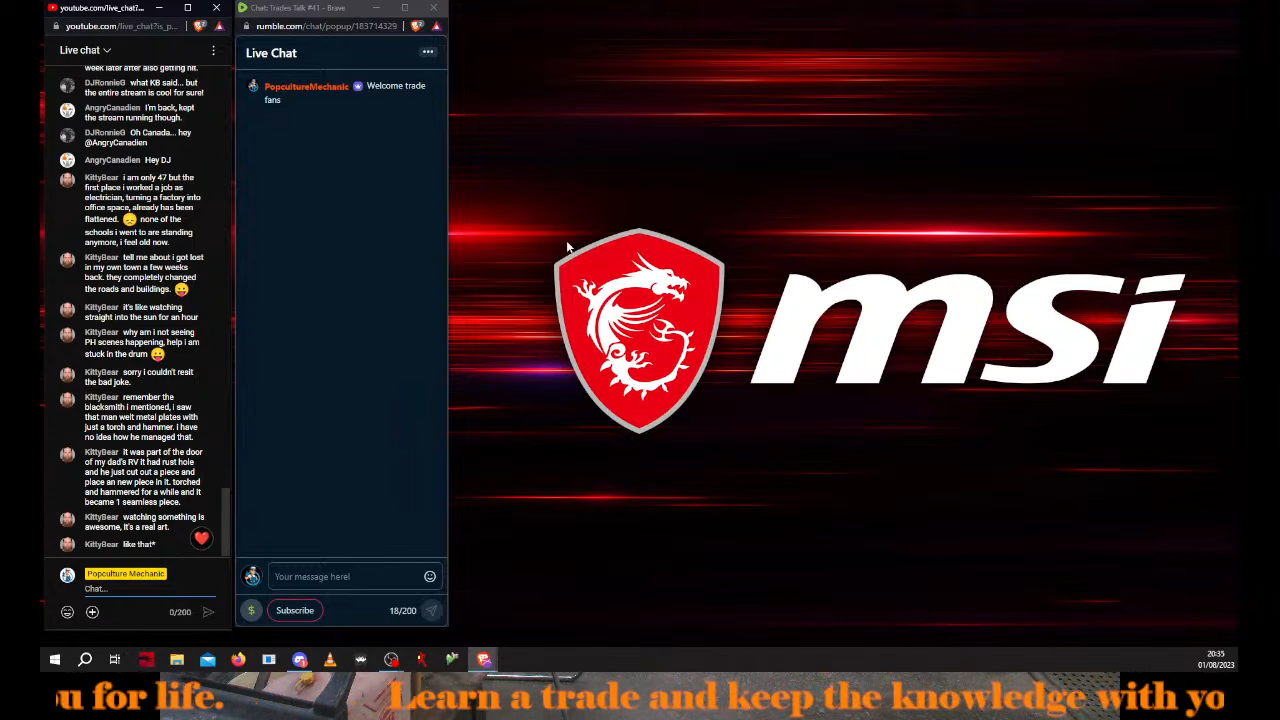 youtube.com/live_chat?is_po...
Chat: Trades Talk #41 - Brave
youtube.com/live_chat?is_p...
2
rumble.com/chat/popup/183714329
2
Live chat
week later after also getting hit.
DJRonnieG what KB said... but
the entire stream is cool for sure!
AngryCanadien I'm back, kept
the stream running though.
DJRonnieG Oh Canada... hey
@AngryCanadien
AngryCanadien Hey DJ
KittyBear i am only 47 but the
first place i worked a job as
electrician, turning a factory into
office space, already has been
flattened. 😞 none of the
schools i went to are standing
anymore, i feel old now.
KittyBear tell me about i got lost
in my own town a few weeks
back. they completely changed
the roads and buildings. 😛
KittyBear it's like watching
straight into the sun for an hour
KittyBear why am i not seeing
PH scenes happening, help i am
stuck in the drum 😛
KittyBear sorry i couldn't resit
the bad joke.
KittyBear remember the
blacksmith i mentioned, i saw
that man welt metal plates with
just a torch and hammer. i have
no idea how he managed that.
KittyBear It was part of the door
of my dad's RV it had rust hole
and he just cut out a piece and
place an new piece in it. torched
and hammered for a while and it
became 1 seamless piece.
KittyBear watching something is
awesome, it's a real art.
KittyBear like that*
Popculture Mechanic
Chat...
0/200
Live Chat
PopcultureMechanic Welcome trade
fans
Your message here!
$ Subscribe
18/200
msi
20:35
01/08/2023
ou for life.
Learn a trade and keep the knowledge with yo